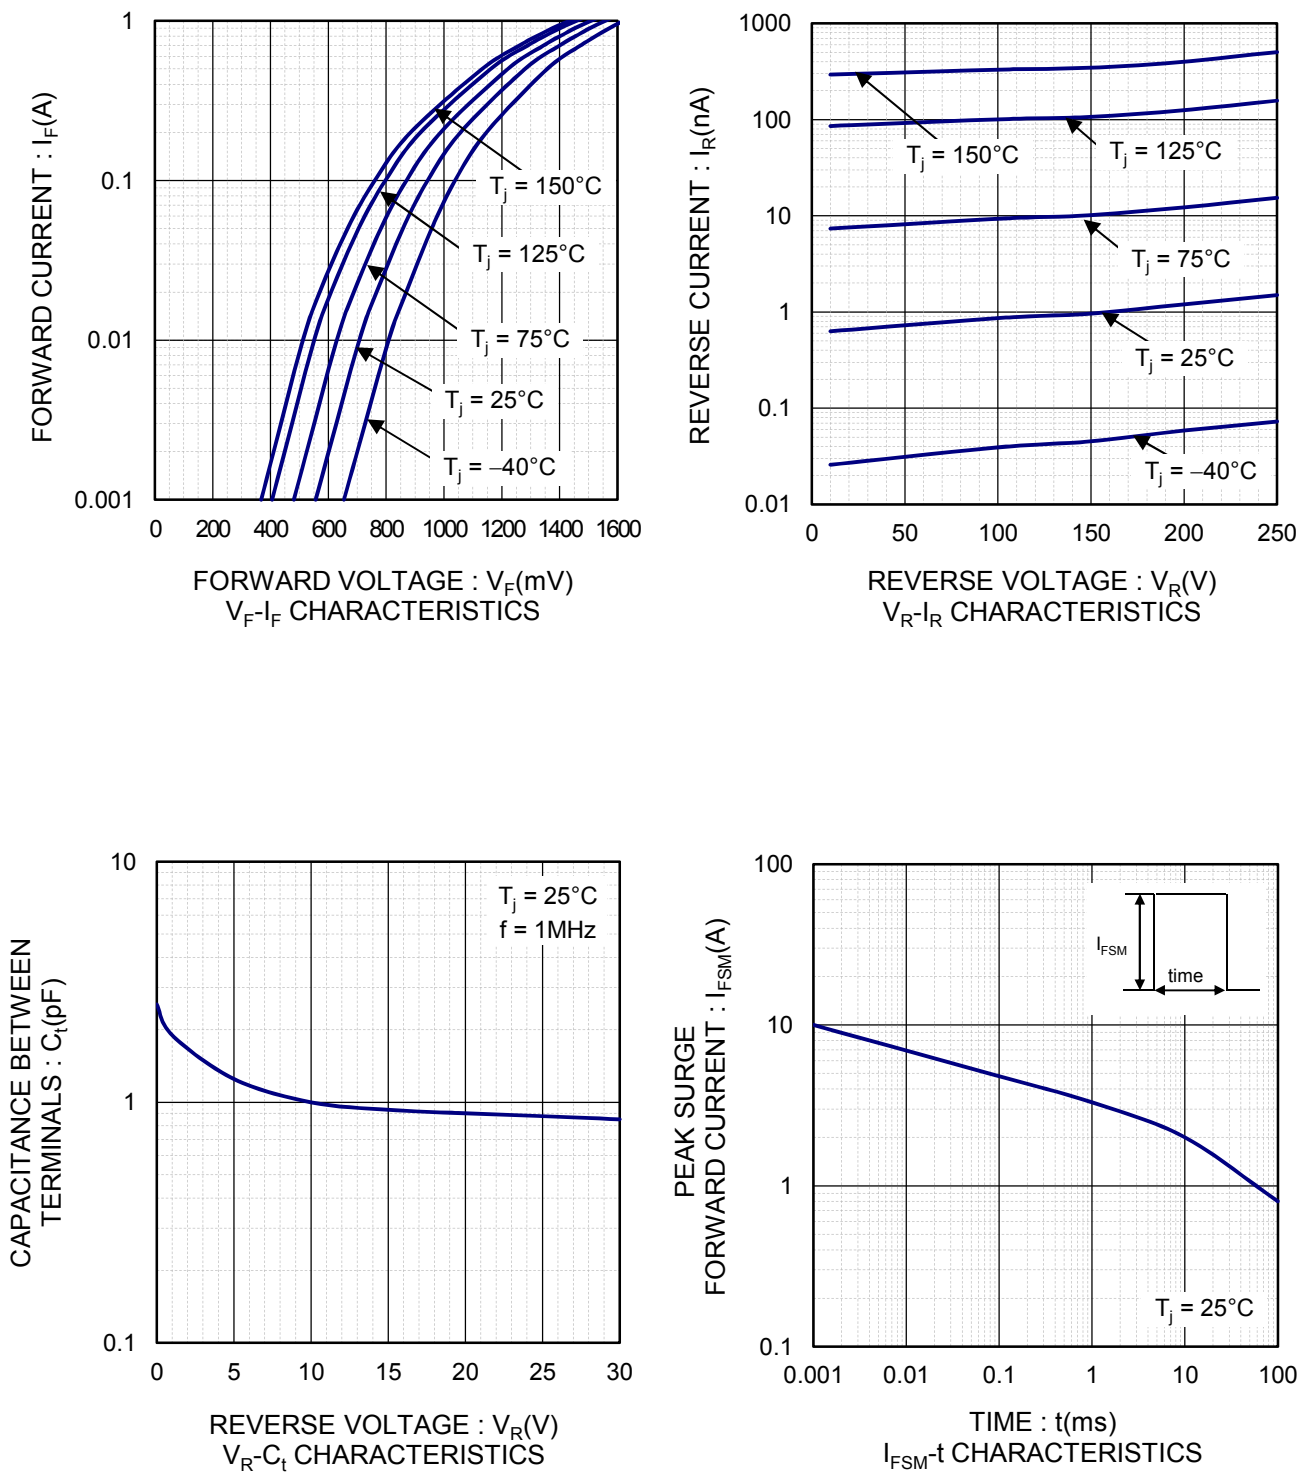 1
0.1
0.01
0.001
FORWARD CURRENT : IF(A)
Tj = 150°C
Tj = 125°C
Tj = 75°C
Tj = 25°C
Tj = −40°C
0 200 400 600 800 1000 1200 1400 1600
FORWARD VOLTAGE : VF(mV)
VF-IF CHARACTERISTICS
1000
100
10
1
0.1
0.01
REVERSE CURRENT : IR(nA)
Tj = 150°C
Tj = 125°C
Tj = 75°C
Tj = 25°C
Tj = −40°C
0 50 100 150 200 250
REVERSE VOLTAGE : VR(V)
VR-IR CHARACTERISTICS
10
1
0.1
CAPACITANCE BETWEEN
TERMINALS : Ct(pF)
Tj = 25°C
f = 1MHz
0 5 10 15 20 25 30
REVERSE VOLTAGE : VR(V)
VR-Ct CHARACTERISTICS
100
10
1
0.1
PEAK SURGE
FORWARD CURRENT : IFSM(A)
IFSM
time
Tj = 25°C
0.001 0.01 0.1 1 10 100
TIME : t(ms)
IFSM-t CHARACTERISTICS